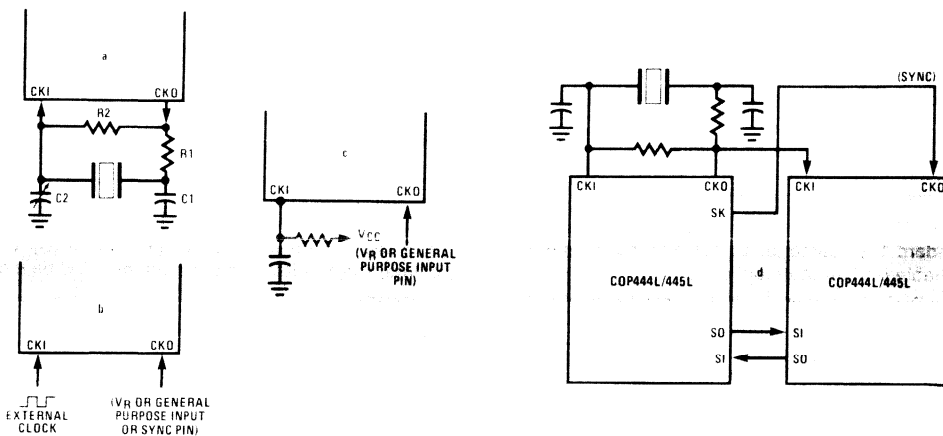 a
CKI
CKO
R2
R1
C2
C1
b
CKI
CKO
EXTERNAL
CLOCK
(VR OR GENERAL
PURPOSE INPUT
OR SYNC PIN)
c
CKI
CKO
VCC
(VR OR GENERAL
PURPOSE INPUT
PIN)
(SYNC)
CKI
CKO
CKI
CKO
SK
COP444L/445L
d
COP444L/445L
SO
SI
SI
SO